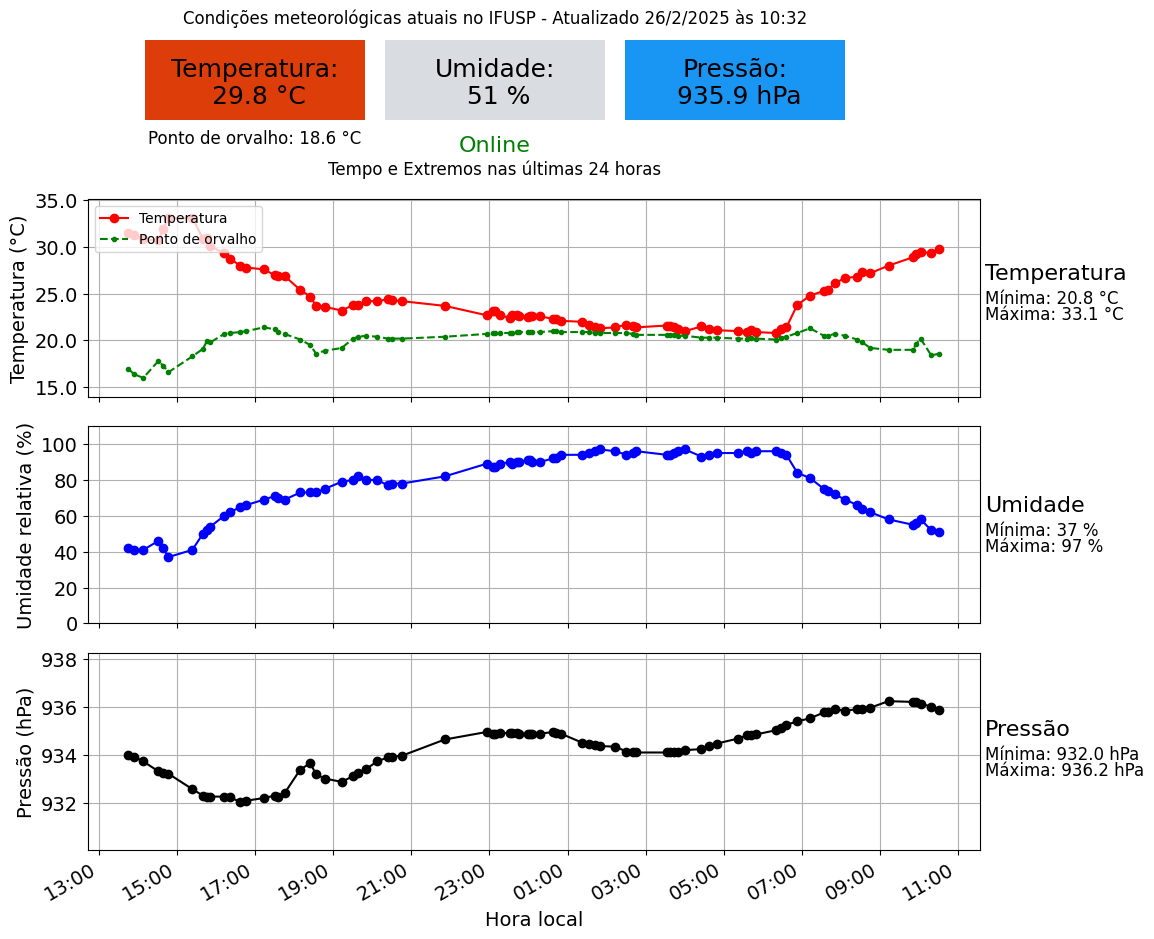 Condições meteorológicas atuais no IFUSP - Atualizado 26/2/2025 às 10:32
Temperatura:
29.8 °C
Umidade:
51 %
Pressão:
935.9 hPa
Ponto de orvalho: 18.6 °C
Online
Tempo e Extremos nas últimas 24 horas
Temperatura (°C)
35.0
30.0
25.0
20.0
15.0
Temperatura
Ponto de orvalho
Temperatura
Mínima: 20.8 °C
Máxima: 33.1 °C
Umidade relativa (%)
100
80
60
40
20
0
Umidade
Mínima: 37 %
Máxima: 97 %
Pressão (hPa)
938
936
934
932
Pressão
Mínima: 932.0 hPa
Máxima: 936.2 hPa
13:00 15:00 17:00 19:00 21:00 23:00 01:00 03:00 05:00 07:00 09:00 11:00
Hora local